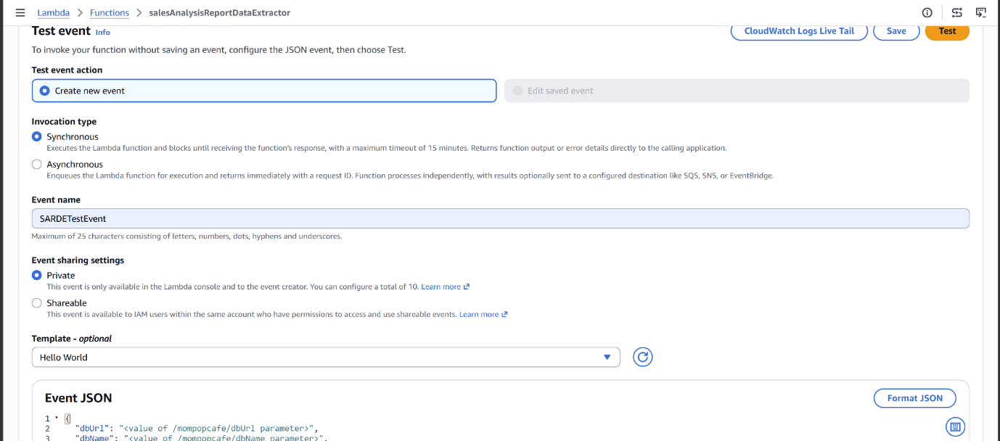 Lambda > Functions > salesAnalysisReportDataExtractor
Test event Info
CloudWatch Logs Live Tail Save Test
To invoke your function without saving an event, configure the JSON event, then choose Test.
Test event action
Create new event Edit saved event
Invocation type
Synchronous
Executes the Lambda function and blocks until receiving the function's response, with a maximum timeout of 15 minutes. Returns function output or error details directly to the calling application.
Asynchronous
Enqueues the Lambda function for execution and returns immediately with a request ID. Function processes independently, with results optionally sent to a configured destination like SQS, SNS, or EventBridge.
Event name
SARDETestEvent
Maximum of 25 characters consisting of letters, numbers, dots, hyphens and underscores.
Event sharing settings
Private
This event is only available in the Lambda console and to the event creator. You can configure a total of 10. Learn more
Shareable
This event is available to IAM users within the same account who have permissions to access and use shareable events. Learn more
Template - optional
Hello World
Event JSON Format JSON
1 {
2 "dbUrl": "<value of /mompopcafe/dbUrl parameter>",
3 "dbName": "<value of /mompopcafe/dbName parameter>",